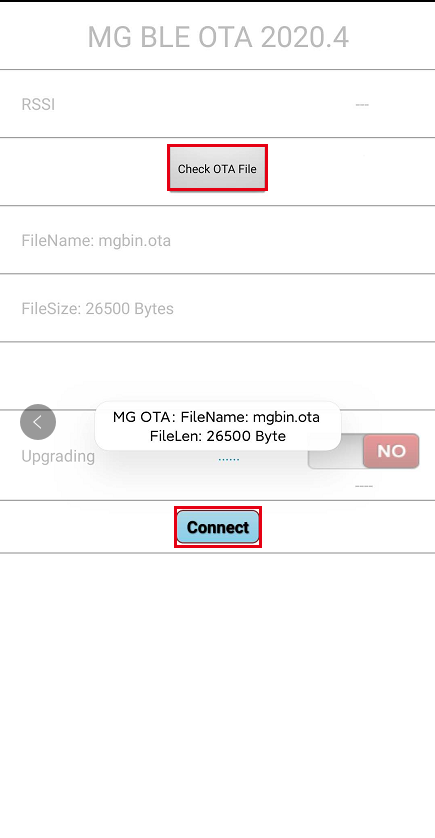 MG BLE OTA 2020.4
RSSI ---
Check OTA File
FileName: mgbin.ota
FileSize: 26500 Bytes
MG OTA: FileName: mgbin.ota
FileLen: 26500 Byte
Upgrading ...... NO
----
Connect